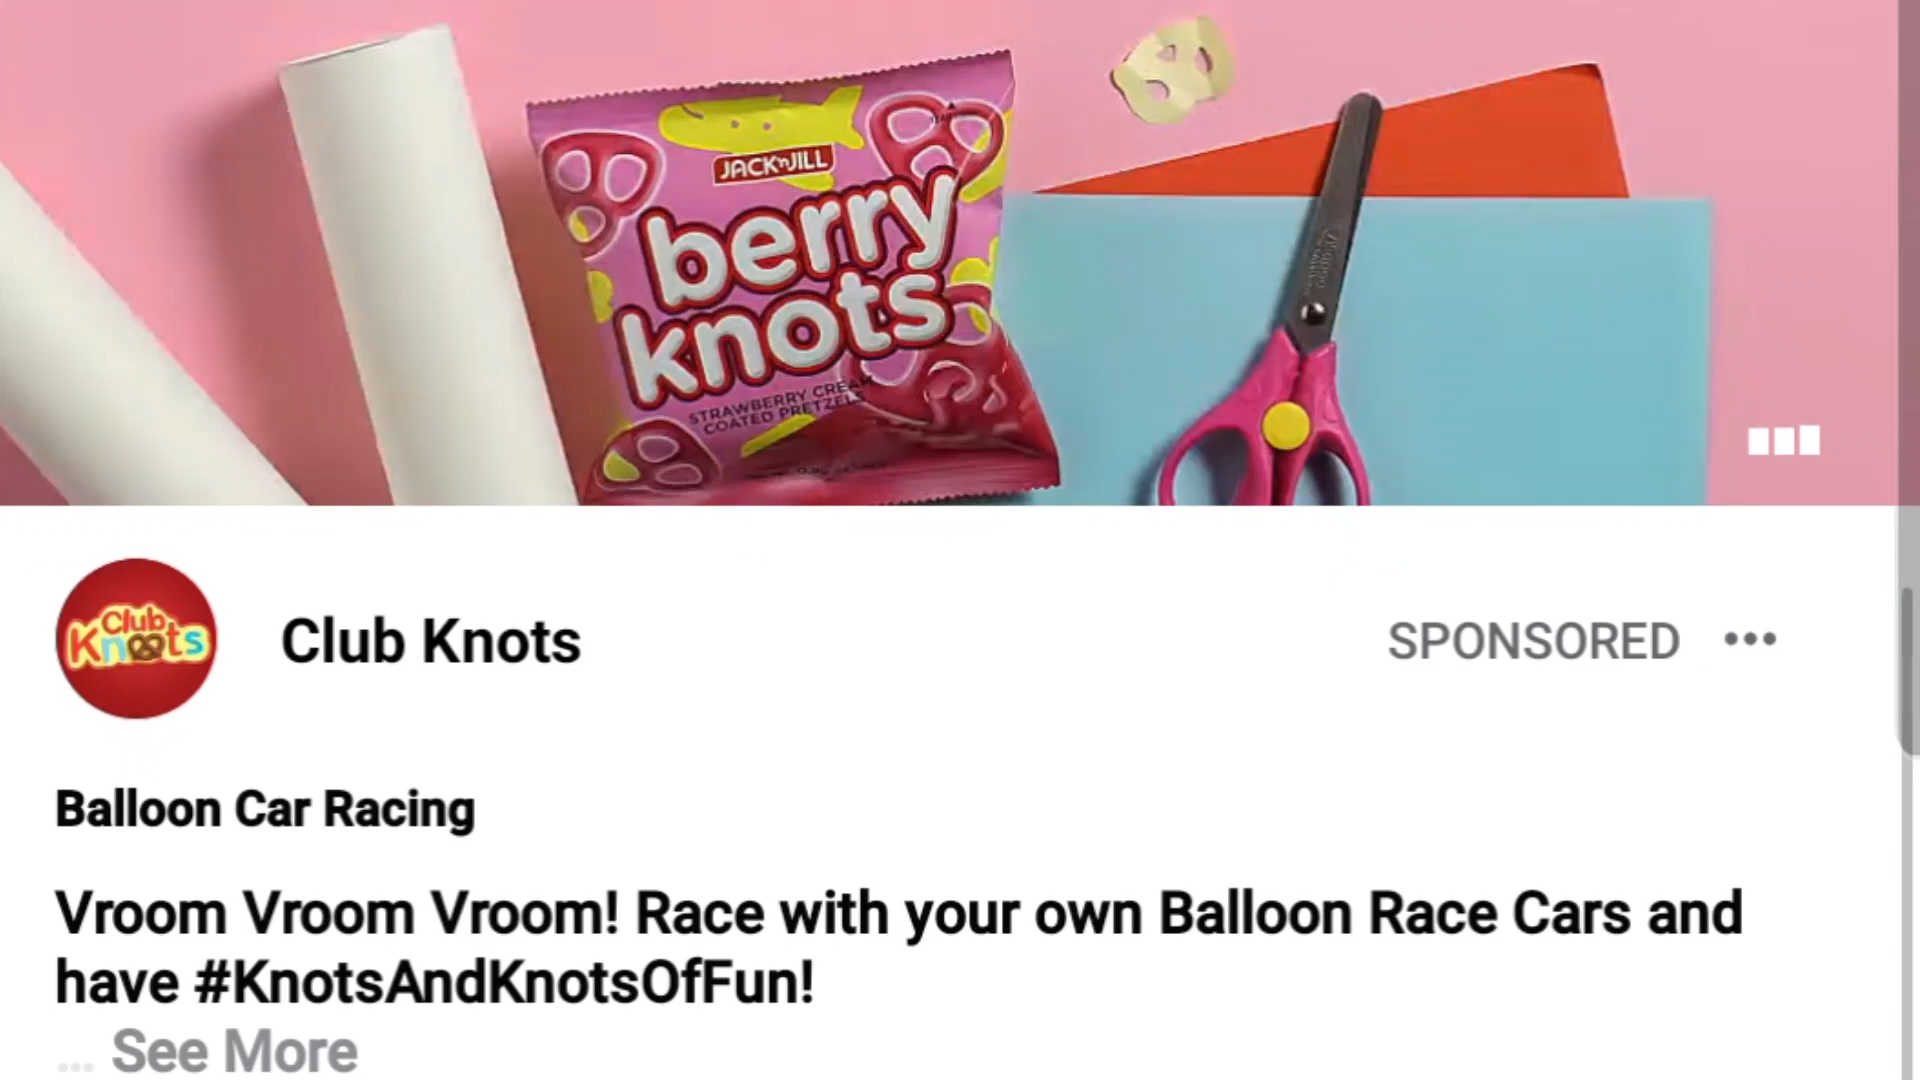 JACK 'n JILL
berry
knots
STRAWBERRY CREAM
COATED PRETZELS
Club
Knots
Club Knots
SPONSORED
Balloon Car Racing
Vroom Vroom Vroom! Race with your own Balloon Race Cars and
have #KnotsAndKnotsOfFun!
... See More